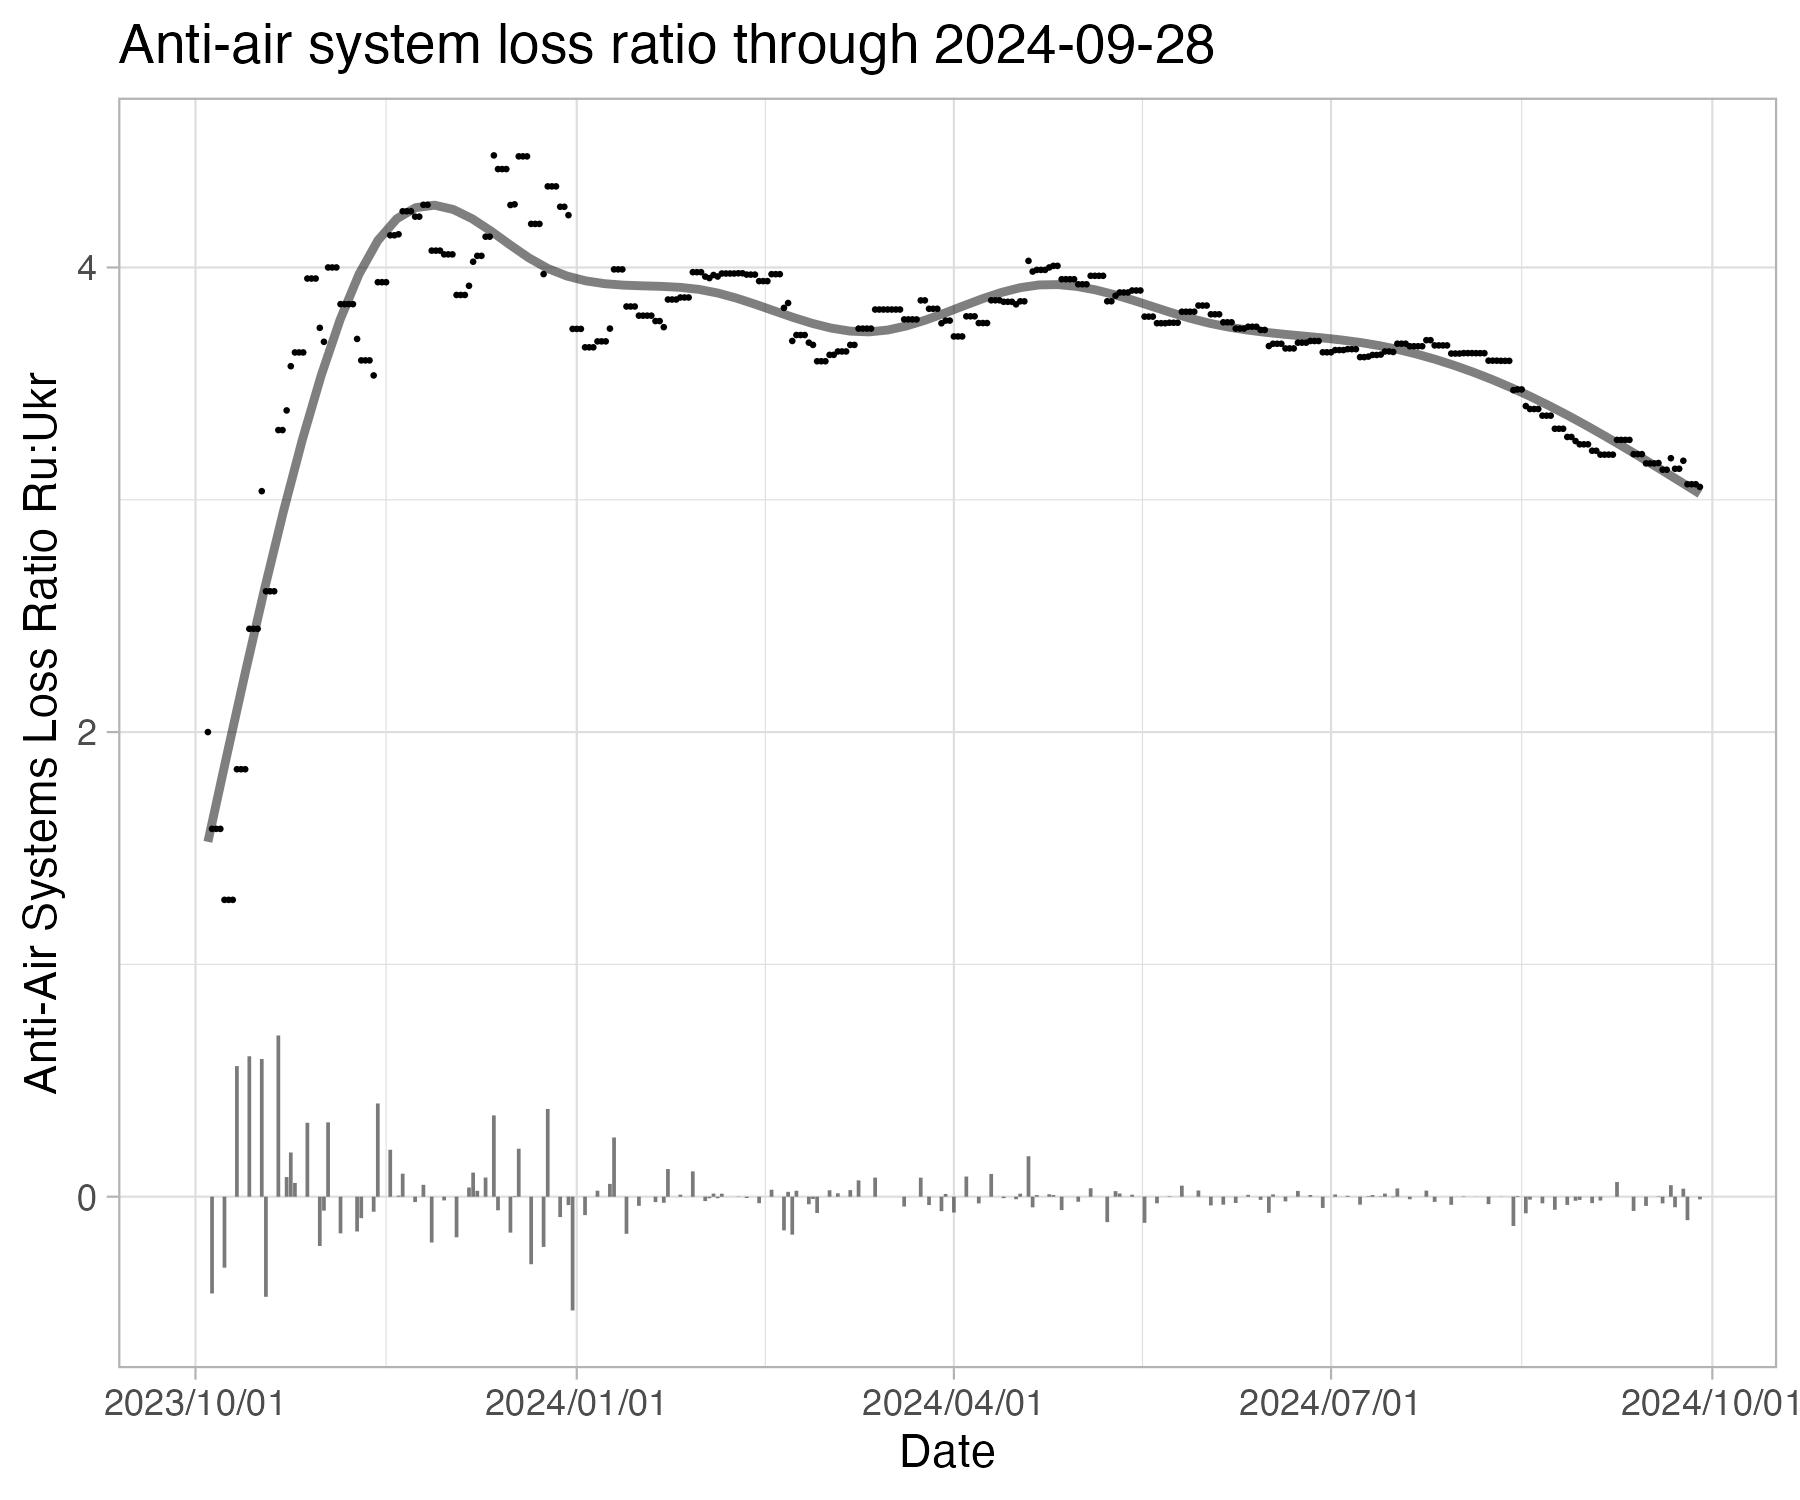 Anti-air system loss ratio through 2024-09-28
Anti-Air Systems Loss Ratio Ru:Ukr
4
2
0
2023/10/01
2024/01/01
2024/04/01
2024/07/01
2024/10/01
Date